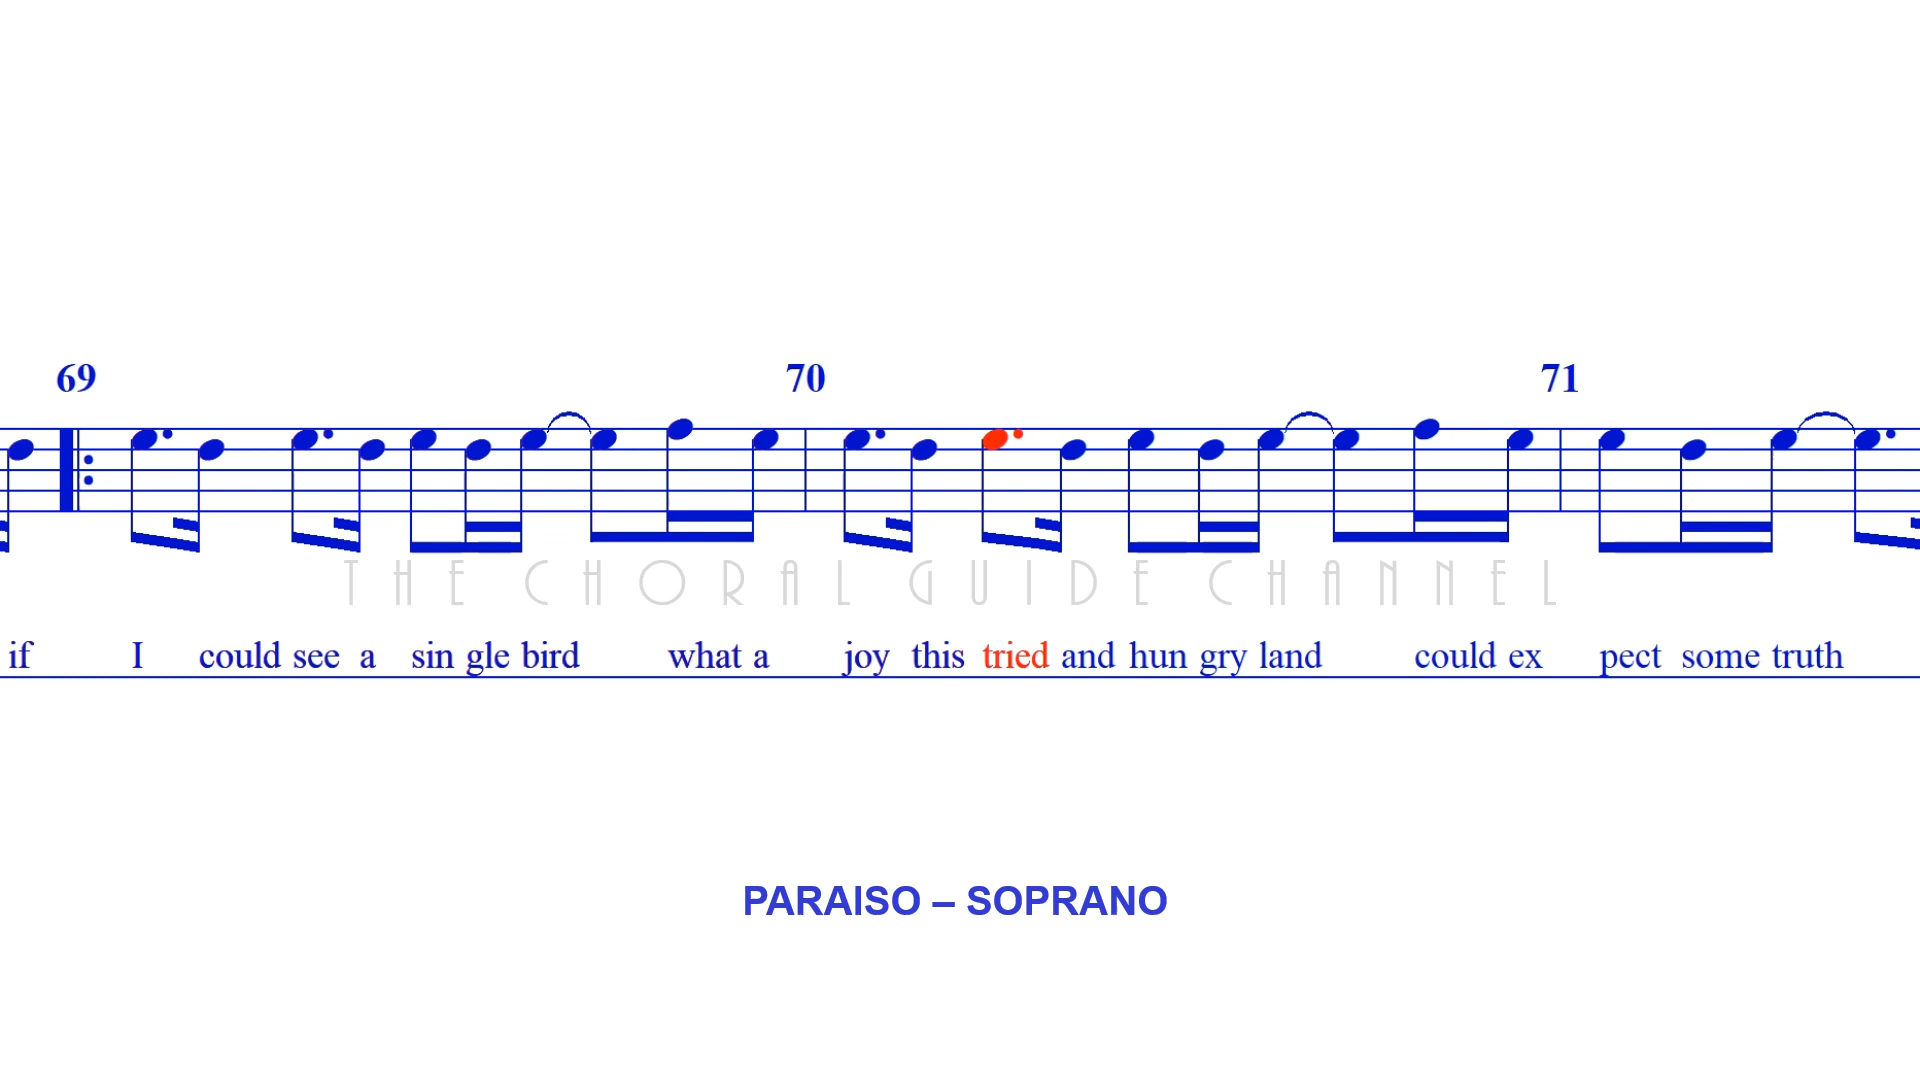 69 70 71
THE CHORAL GUIDE CHANNEL
if I could see a sin gle bird what a joy this tried and hun gry land could ex pect some truth
PARAISO – SOPRANO